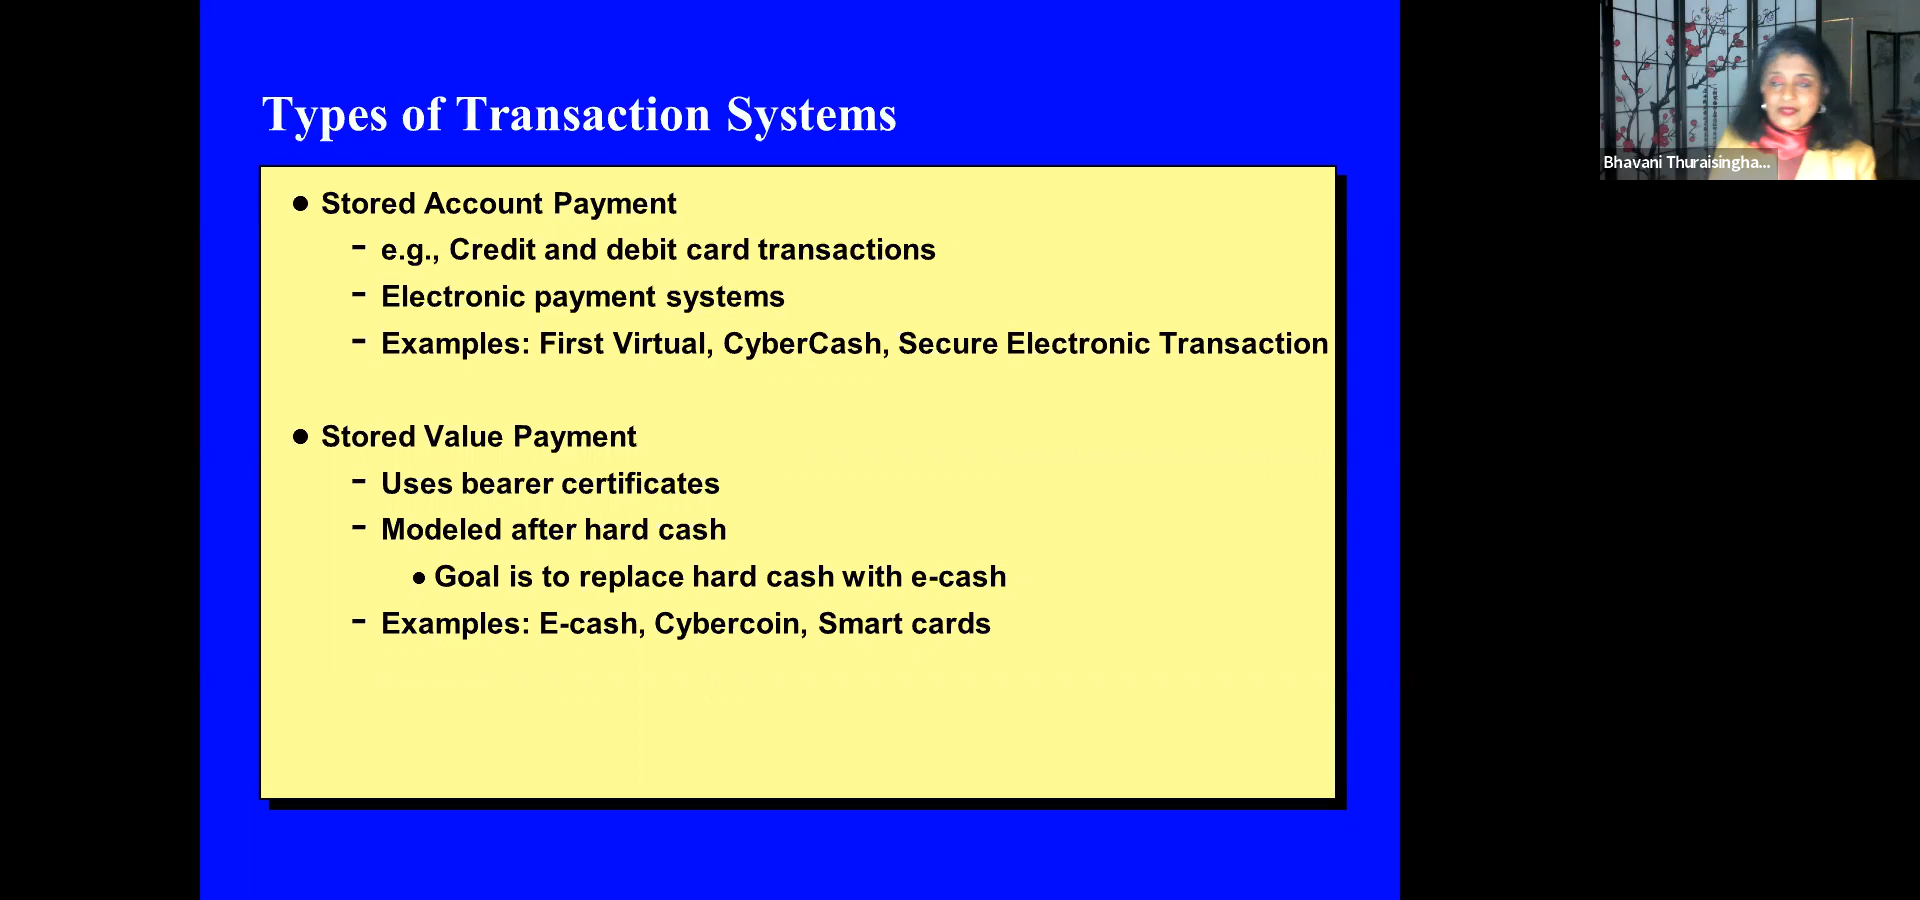 Types of Transaction Systems
● Stored Account Payment
- e.g., Credit and debit card transactions
- Electronic payment systems
- Examples: First Virtual, CyberCash, Secure Electronic Transaction
● Stored Value Payment
- Uses bearer certificates
- Modeled after hard cash
● Goal is to replace hard cash with e-cash
- Examples: E-cash, Cybercoin, Smart cards
Bhavani Thuraisingha...